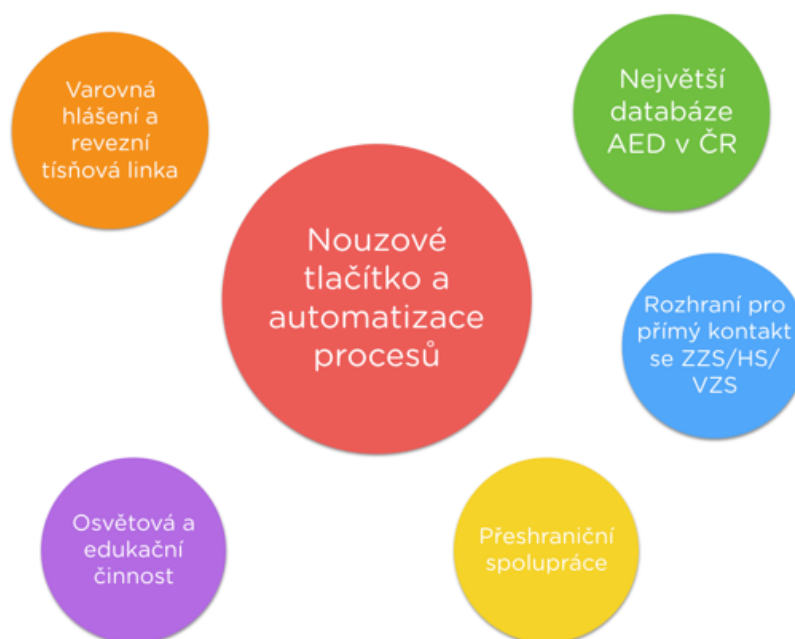 Varovná
hlášení a
revezní
tísňová linka
Největší
databáze
AED v ČR
Nouzové
tlačítko a
automatizace
procesů
Rozhraní pro
přímý kontakt
se ZZS/HS/
VZS
Osvětová a
edukační
činnost
Přeshraniční
spolupráce